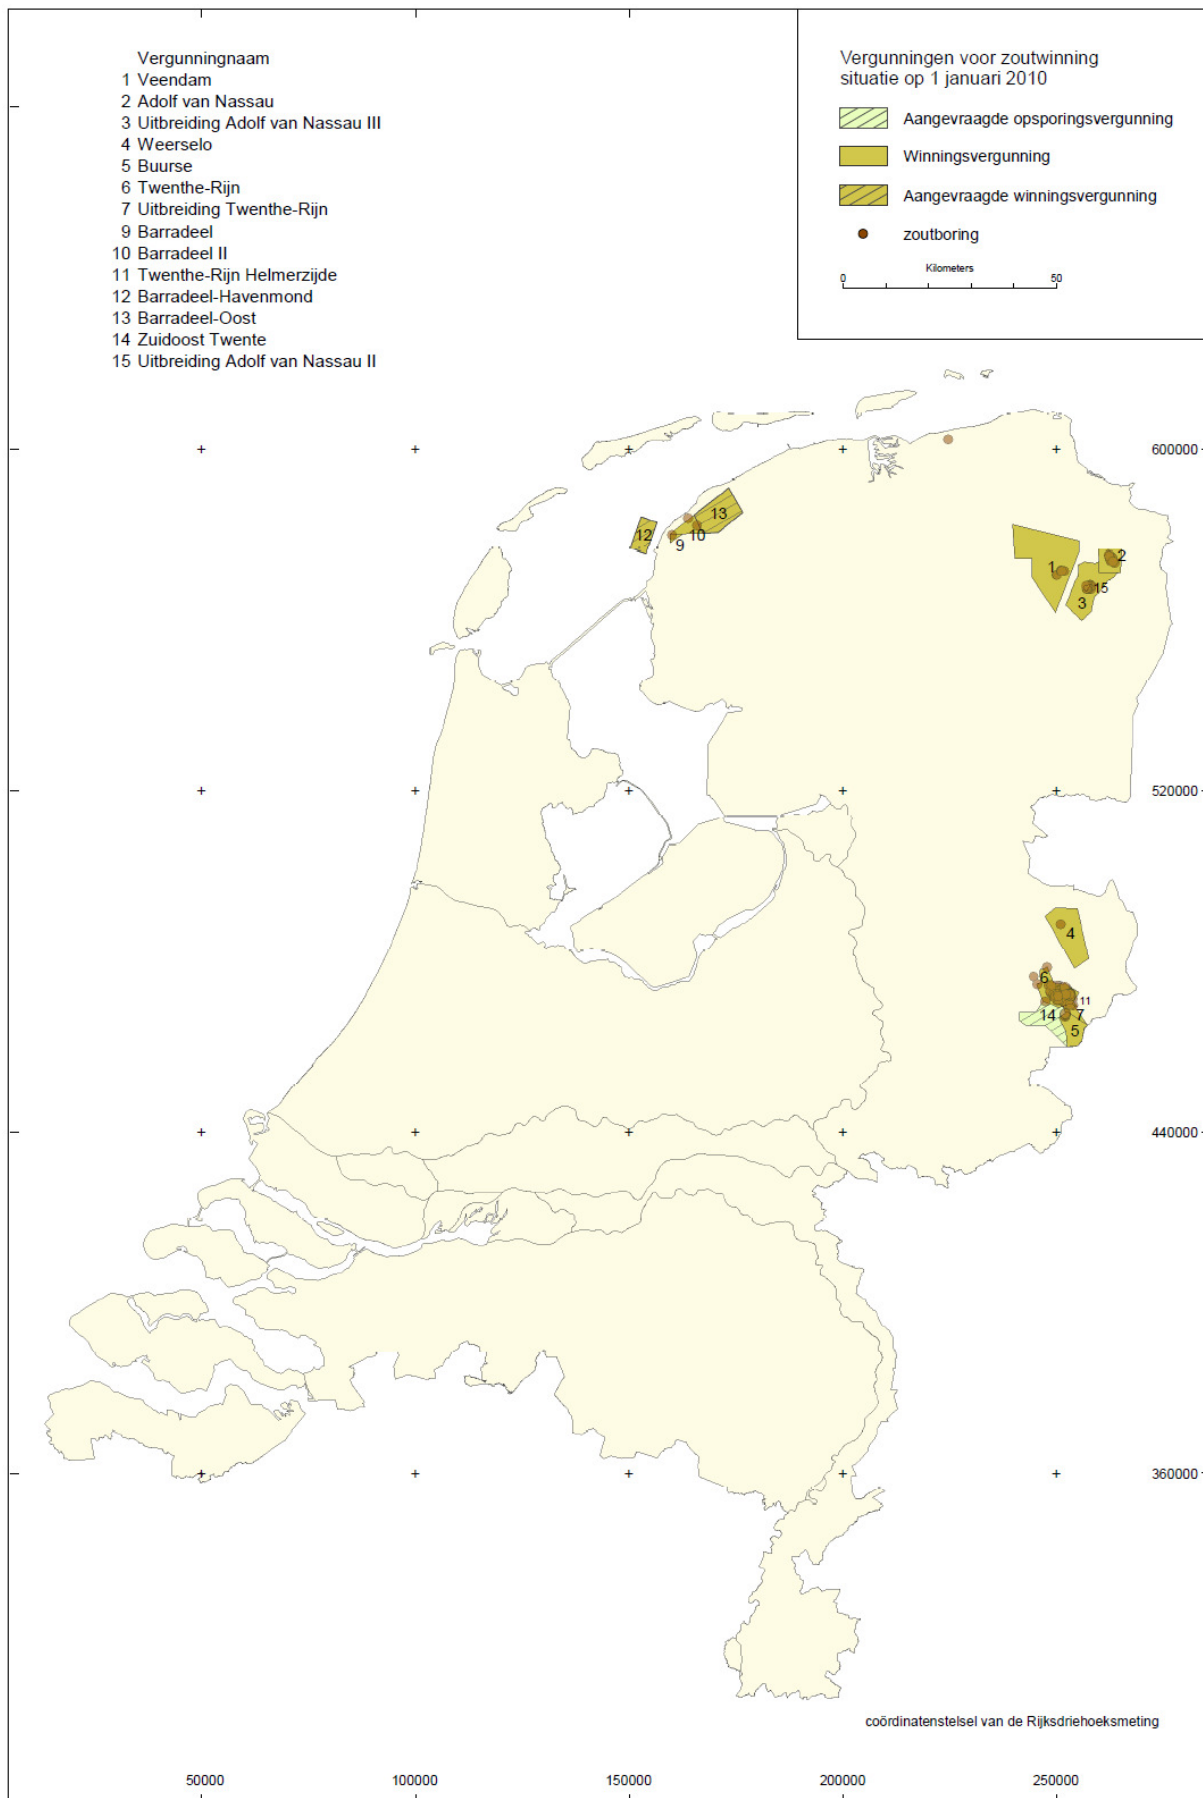 Vergunningnaam
1 Veendam
2 Adolf van Nassau
3 Uitbreiding Adolf van Nassau III
4 Weerselo
5 Buurse
6 Twenthe-Rijn
7 Uitbreiding Twenthe-Rijn
9 Barradeel
10 Barradeel II
11 Twenthe-Rijn Helmerzijde
12 Barradeel-Havenmond
13 Barradeel-Oost
14 Zuidoost Twente
15 Uitbreiding Adolf van Nassau II
Vergunningen voor zoutwinning
situatie op 1 januari 2010
Aangevraagde opsporingsvergunning
Winningsvergunning
Aangevraagde winningsvergunning
zoutboring
Kilometers
0 50
600000
13
12
10
9
2
1
15
3
520000
4
6
11
14
7
5
440000
360000
coördinatenstelsel van de Rijksdriehoeksmeting
50000 100000 150000 200000 250000